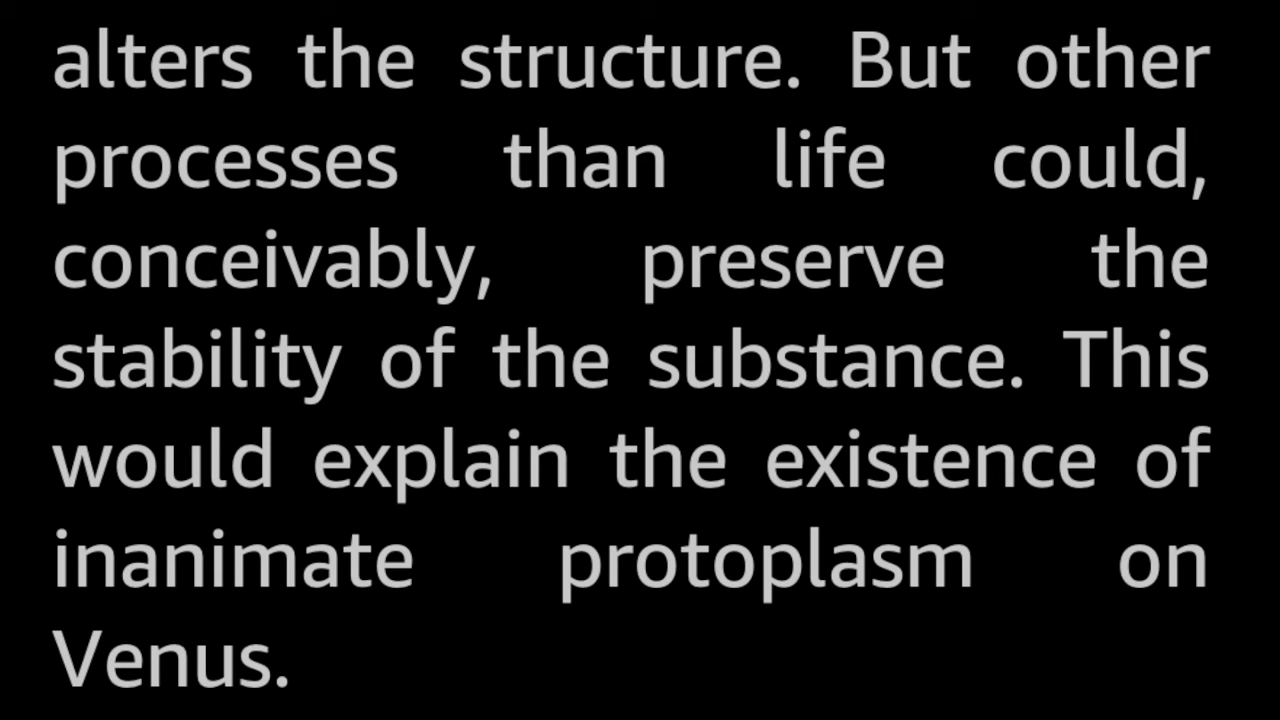 alters the structure. But other
processes than life could,
conceivably, preserve the
stability of the substance. This
would explain the existence of
inanimate protoplasm on
Venus.